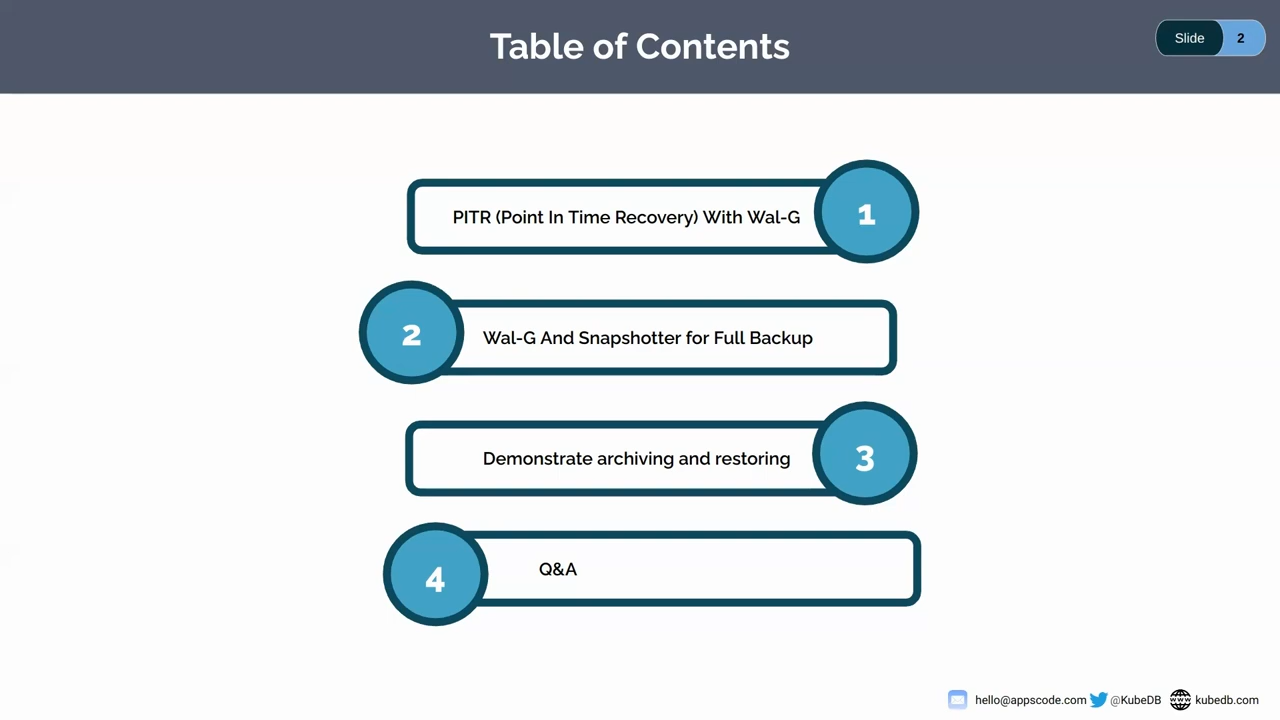 Table of Contents
Slide 2
PITR (Point In Time Recovery) With Wal-G
1
2
Wal-G And Snapshotter for Full Backup
Demonstrate archiving and restoring
3
4
Q&A
hello@appscode.com @KubeDB kubedb.com